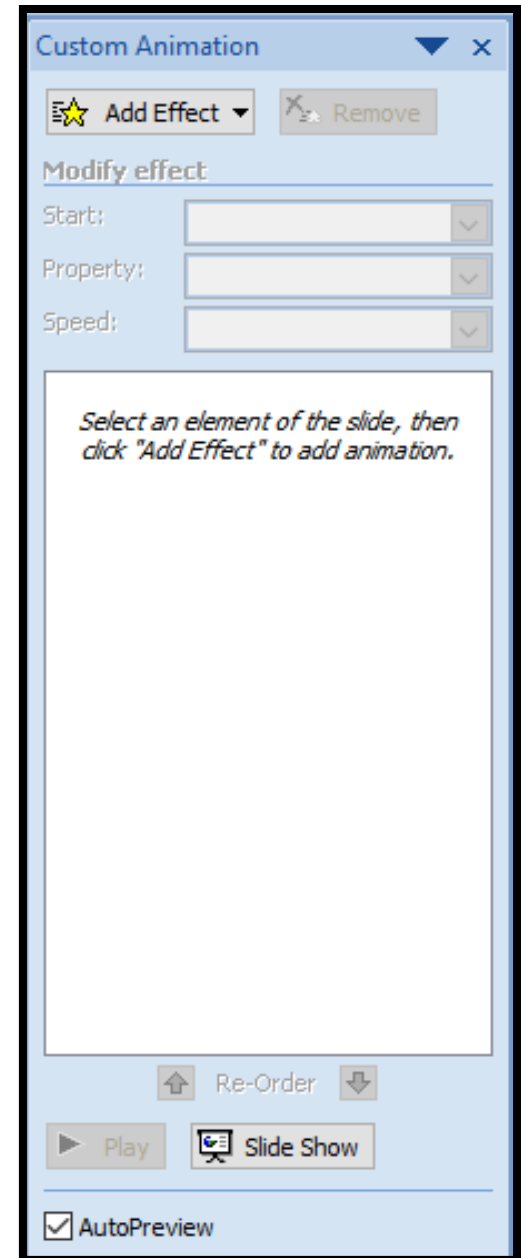 Custom Animation
Add Effect
Remove
Modify effect
Start:
Property:
Speed:
Select an element of the slide, then
click "Add Effect" to add animation.
Re-Order
Play
Slide Show
AutoPreview